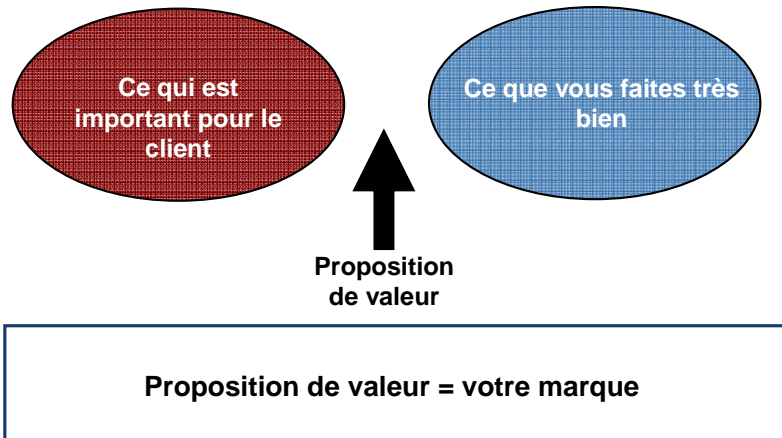 Ce qui est
important pour le
client
Ce que vous faites très
bien
Proposition
de valeur
Proposition de valeur = votre marque